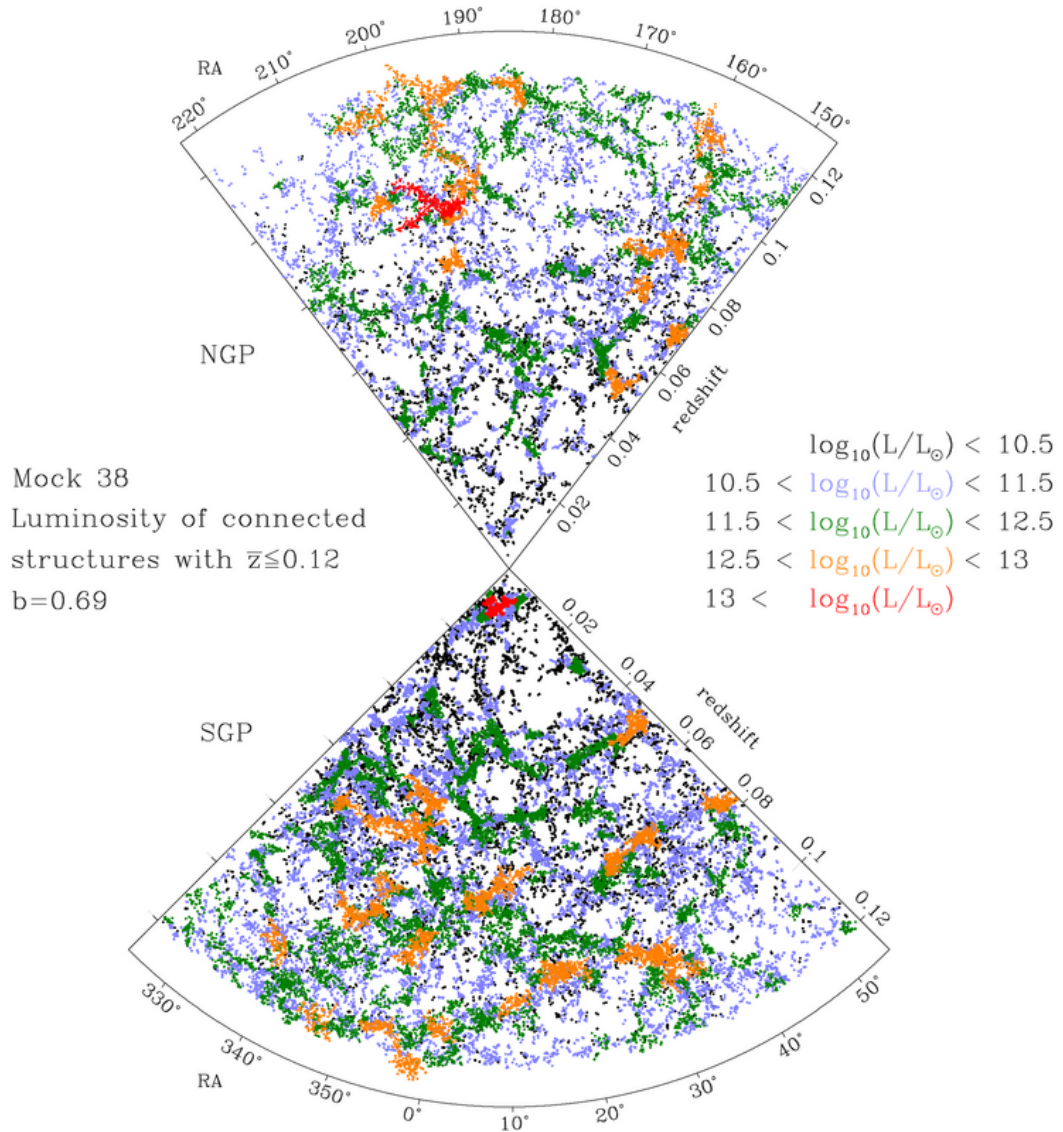 190° 180°
200° 170°
RA 210° 160°
220° 150°
0.12
0.1
0.08
NGP
0.06
redshift
0.04
log₁₀(L/L☉) < 10.5
Mock 38
10.5 < log₁₀(L/L☉) < 11.5
Luminosity of connected
0.02
11.5 < log₁₀(L/L☉) < 12.5
structures with z̅≦0.12
12.5 < log₁₀(L/L☉) < 13
b=0.69
13 < log₁₀(L/L☉)
0.02
0.04
redshift
SGP
0.06
0.08
0.1
0.12
330° 50°
340° 40°
RA 350° 30°
0° 10° 20°